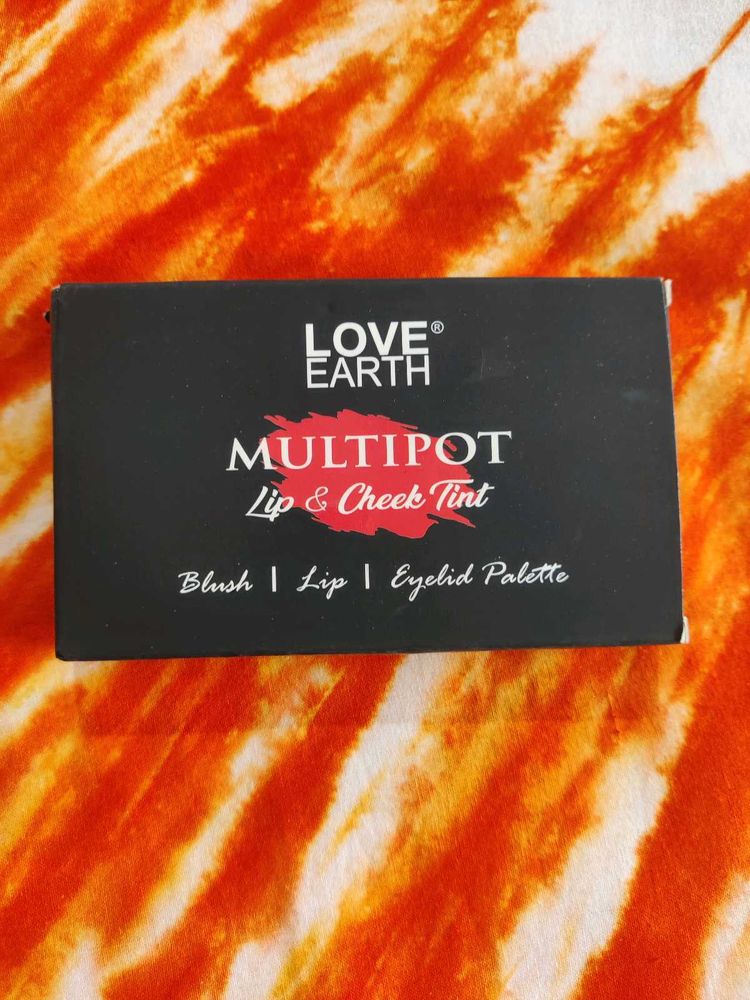 LOVE®
EARTH
MULTIPOT
Lip & Cheek Tint
Blush | Lip | Eyelid Palette